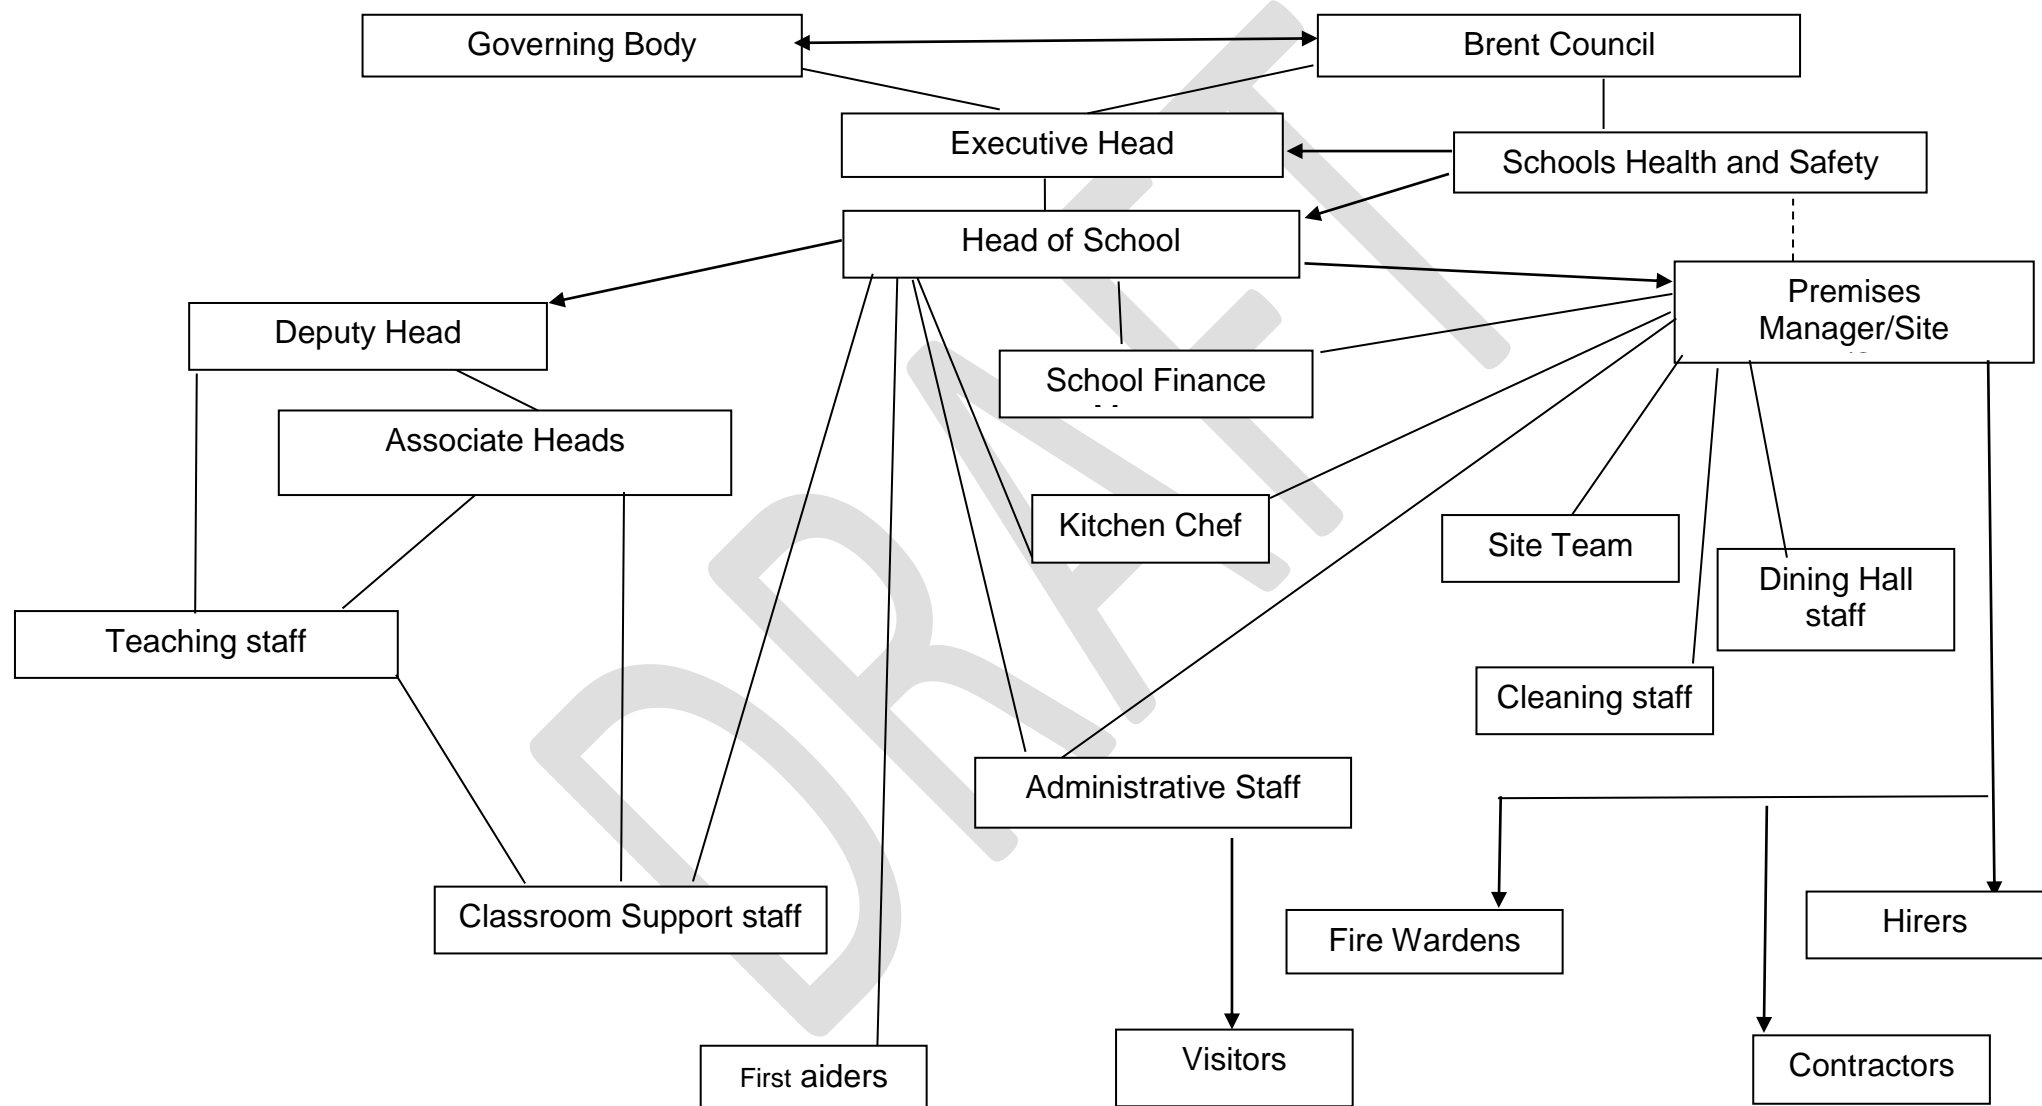 Governing Body
Brent Council
Executive Head
Schools Health and Safety
Head of School
Premises
Manager/Site
Deputy Head
School Finance
Associate Heads
Kitchen Chef
Site Team
Dining Hall
staff
Teaching staff
Cleaning staff
Administrative Staff
Classroom Support staff
Fire Wardens
Hirers
Visitors
Contractors
First aiders
DRAFT